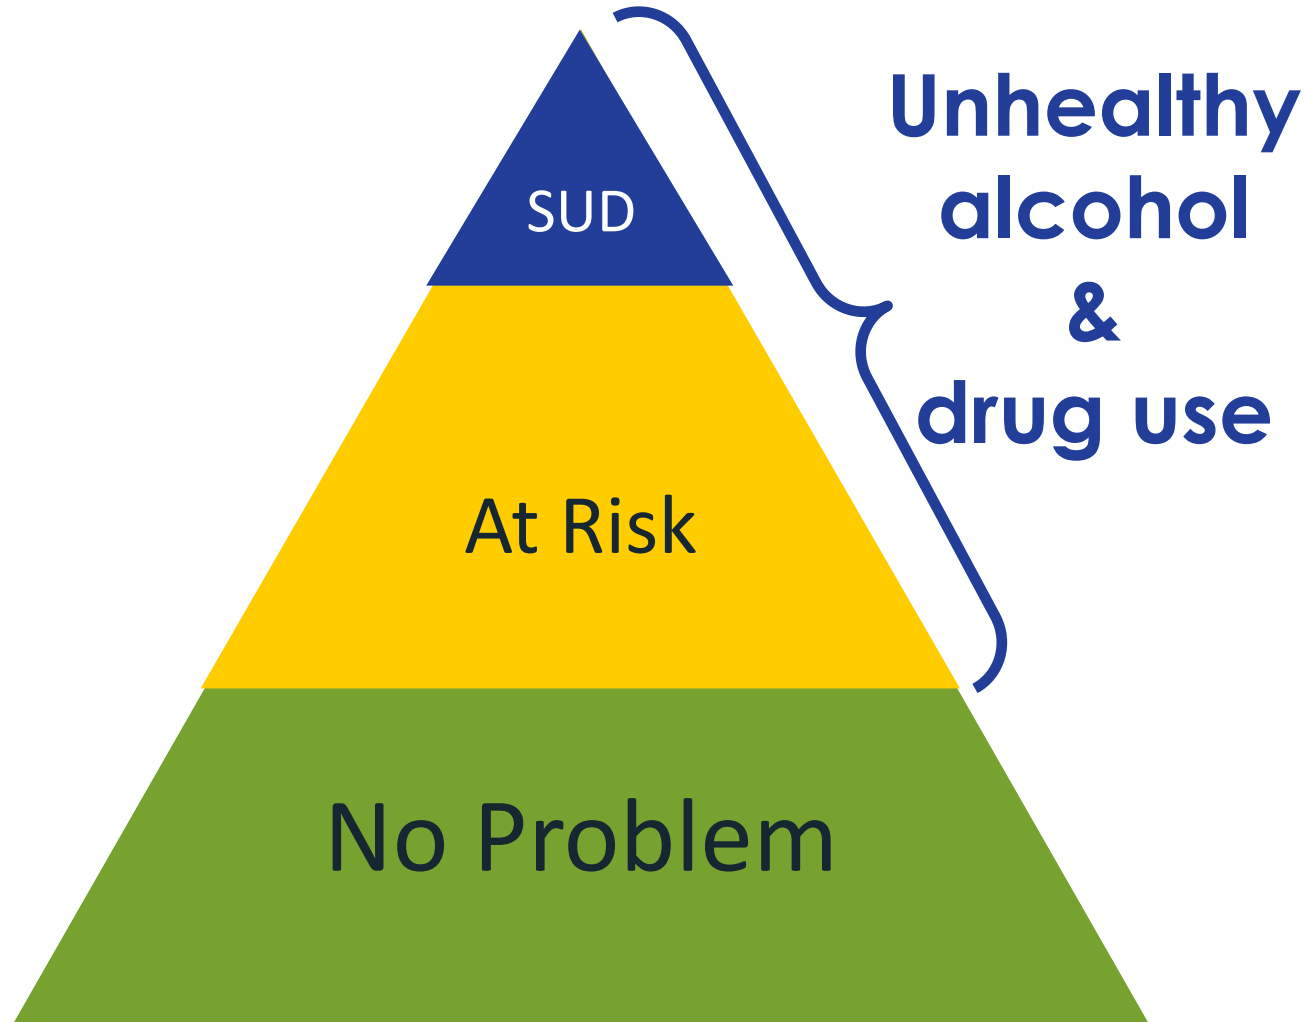 Unhealthy
alcohol
&
drug use
SUD
At Risk
No Problem